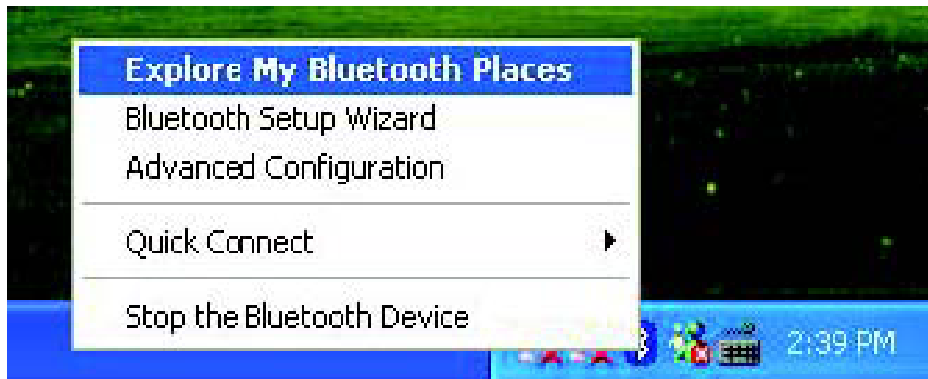 Explore My Bluetooth Places
Bluetooth Setup Wizard
Advanced Configuration
Quick Connect
Stop the Bluetooth Device
2:39 PM